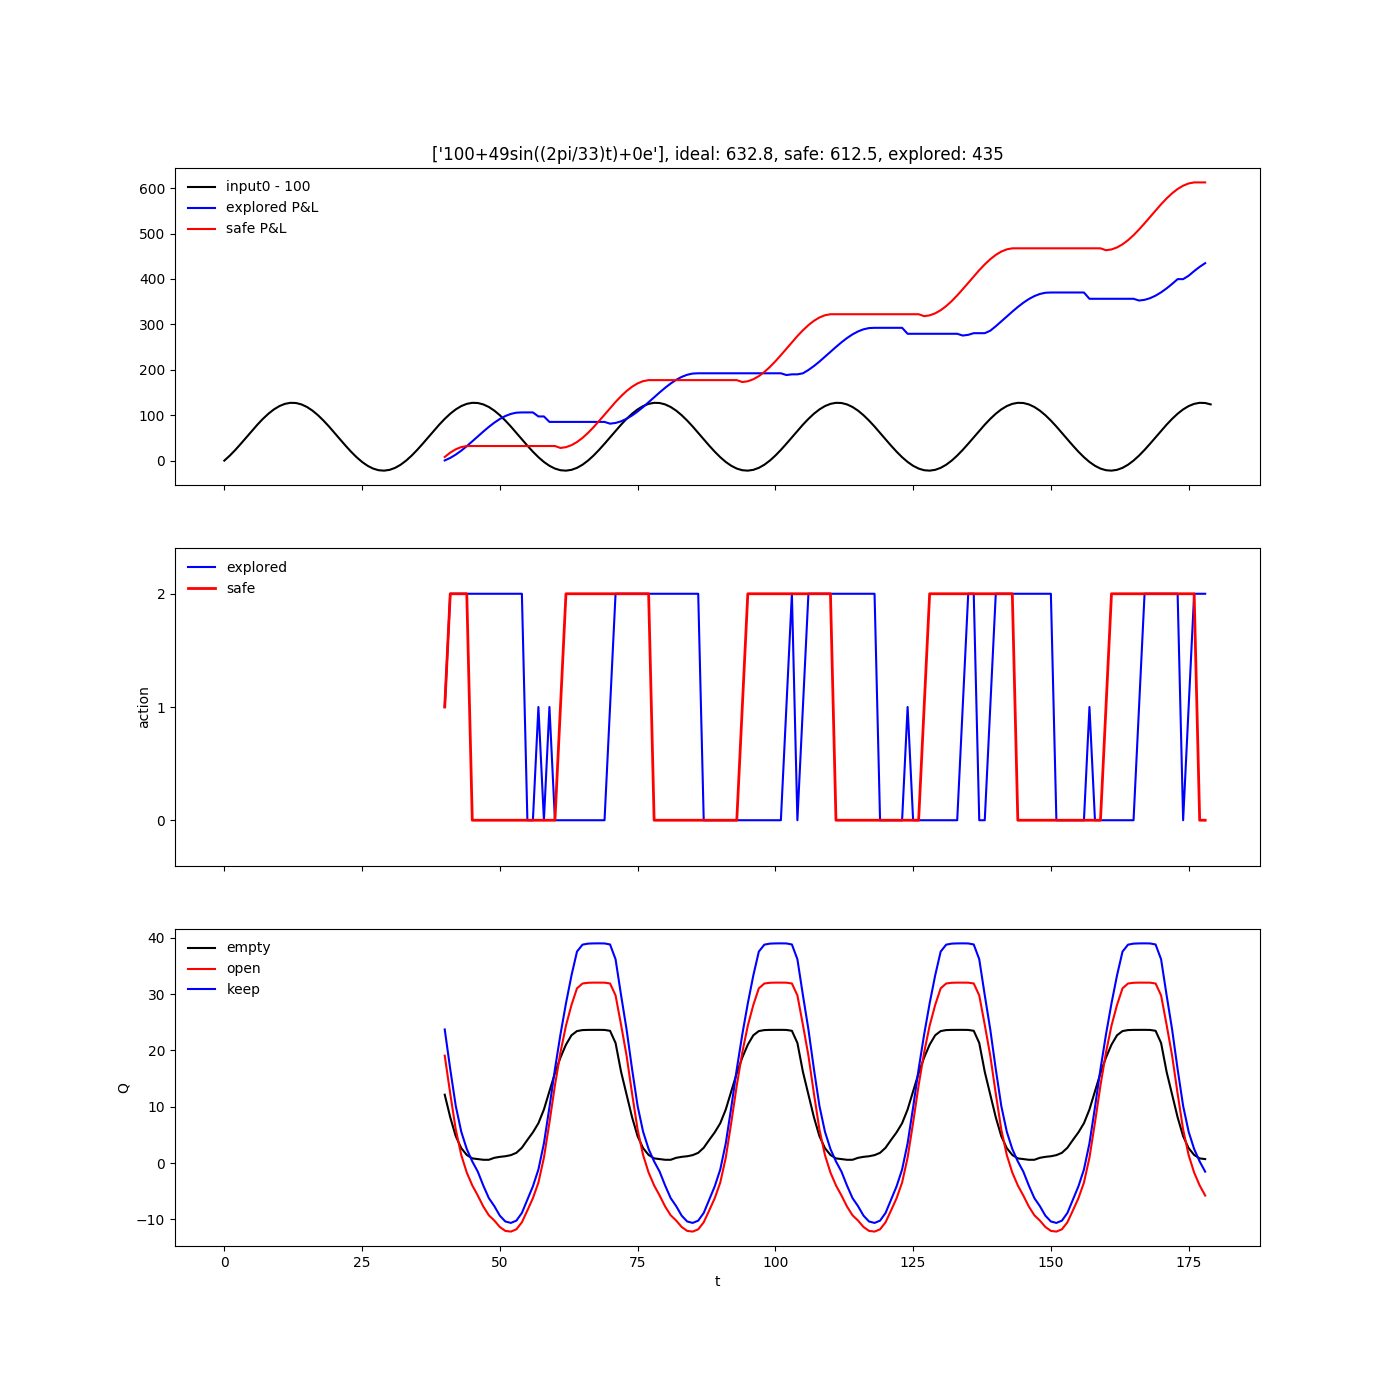 ['100+49sin((2pi/33)t)+0e'], ideal: 632.8, safe: 612.5, explored: 435
input0 - 100
explored P&L
safe P&L
600
500
400
300
200
100
0
explored
safe
2
1
0
action
empty
open
keep
40
30
20
10
0
−10
Q
0 25 50 75 100 125 150 175
t